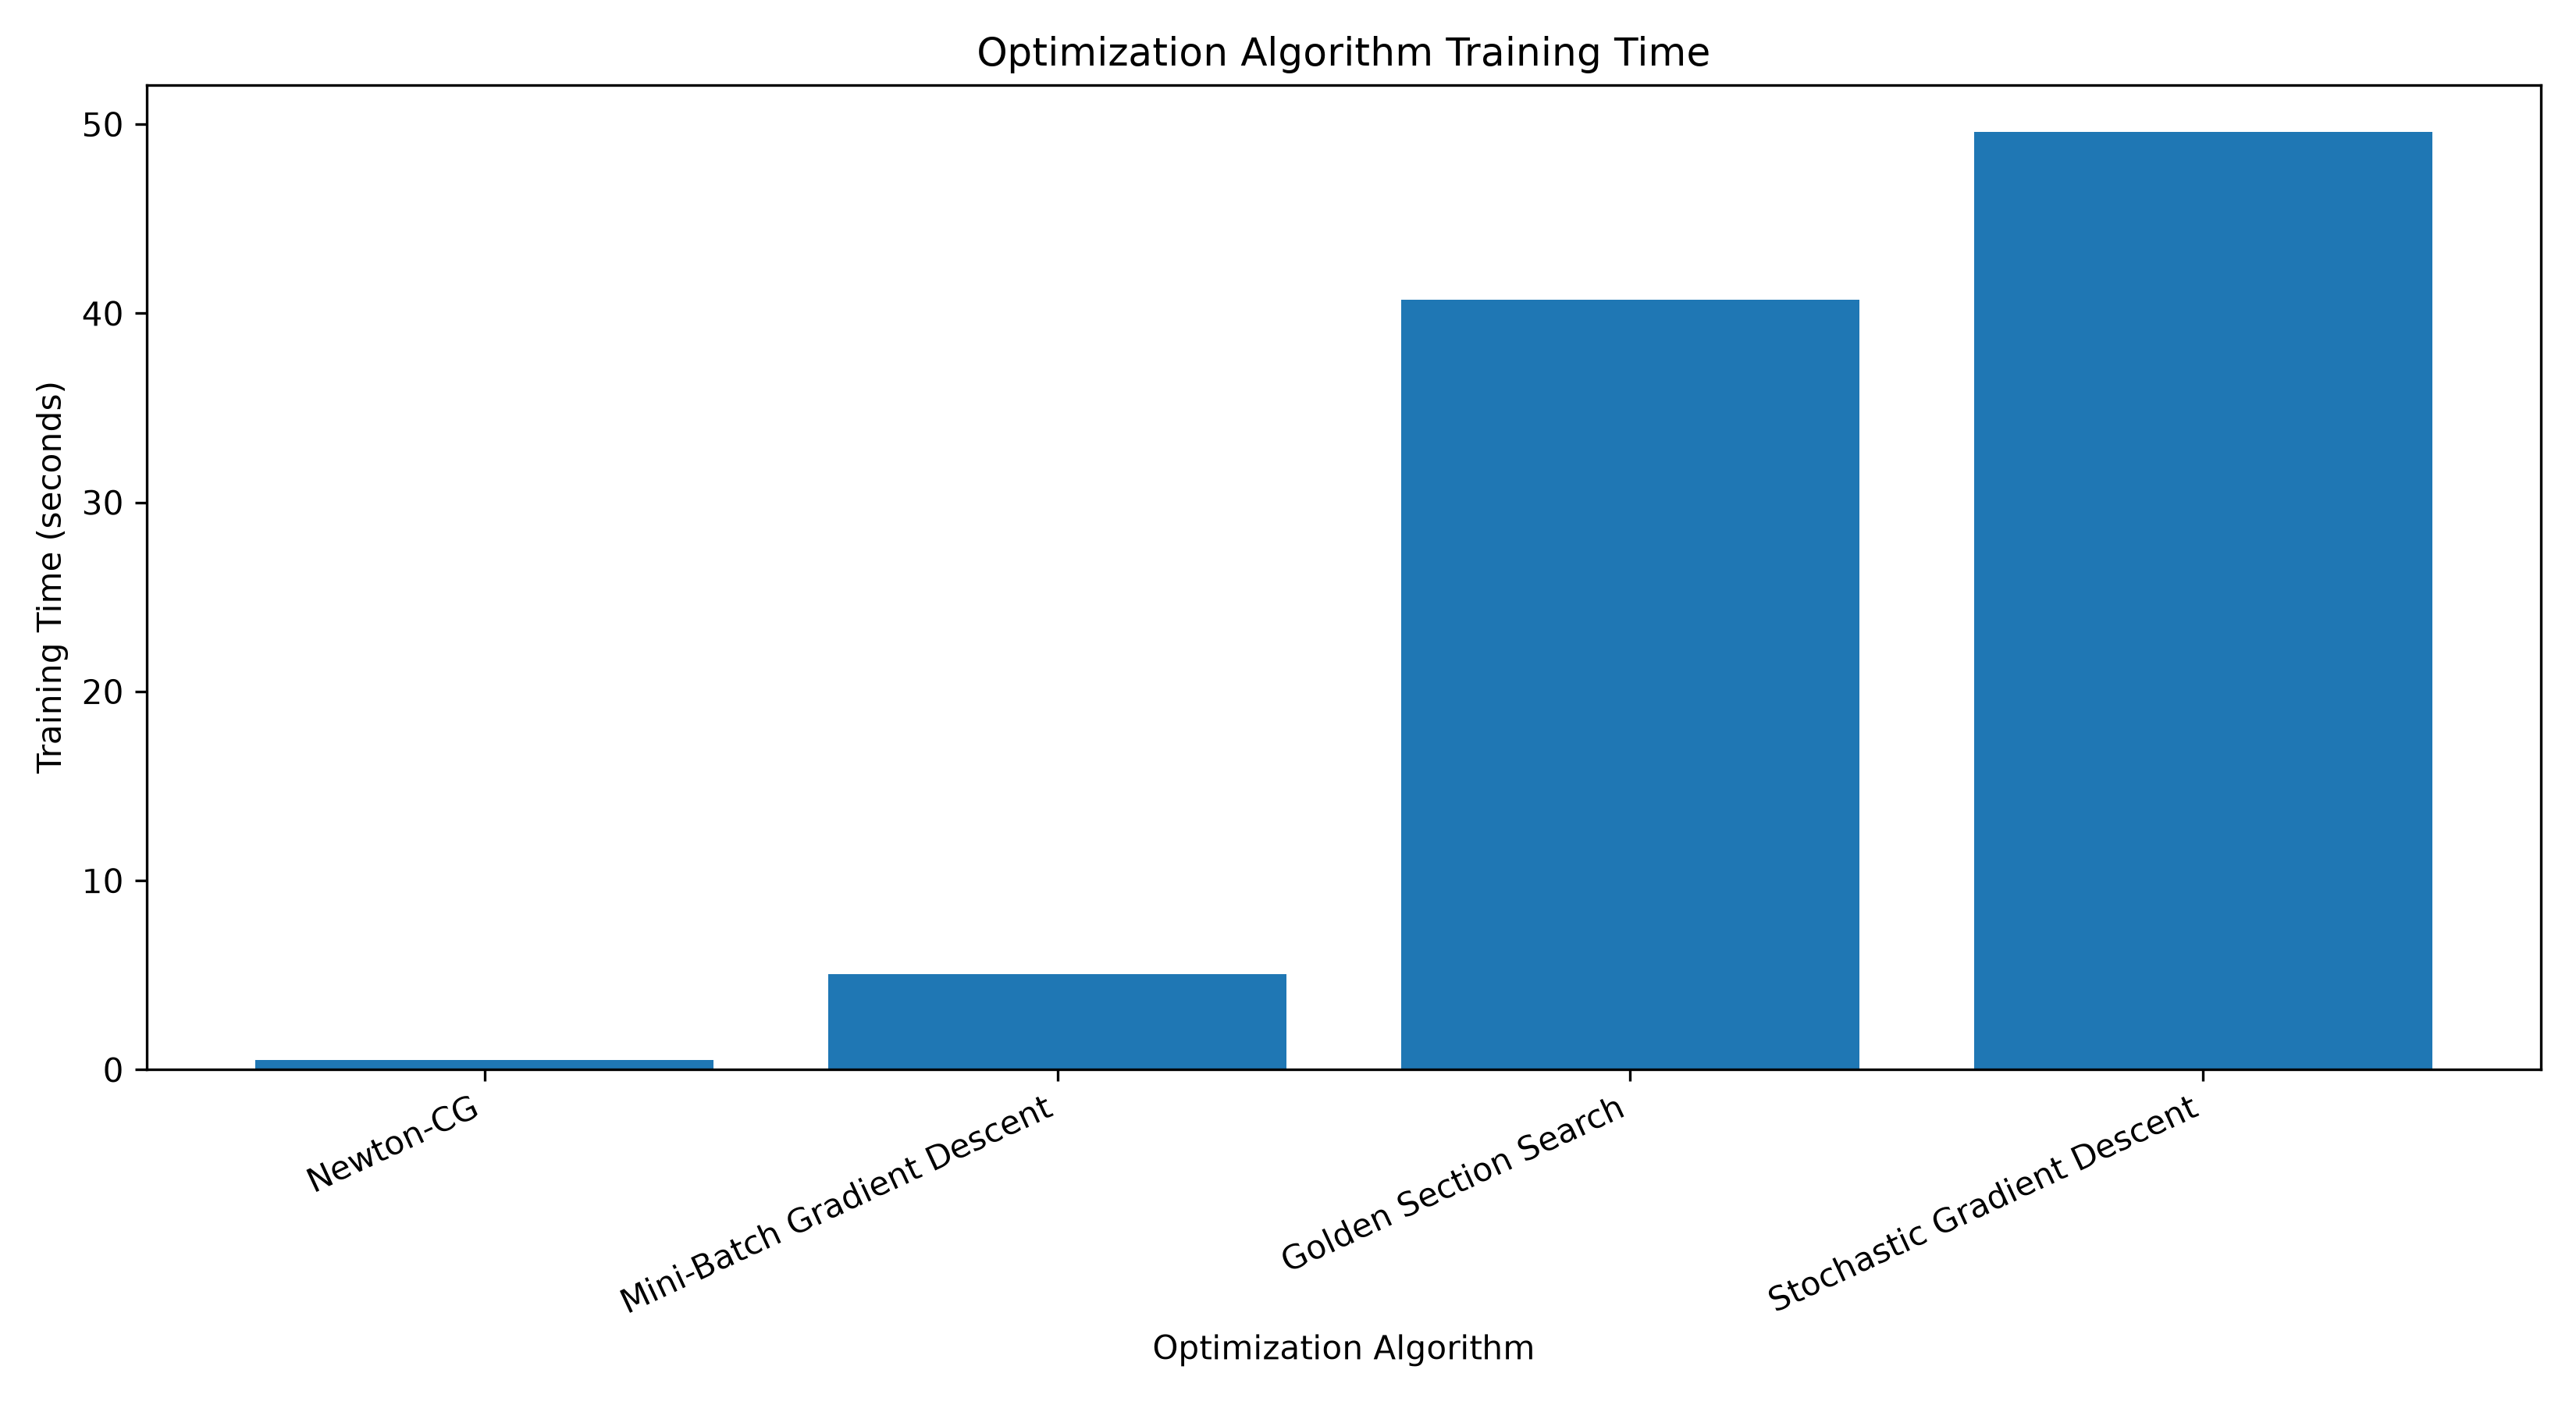 Optimization Algorithm Training Time
Training Time (seconds)
50
40
30
20
10
0
Newton-CG
Mini-Batch Gradient Descent
Golden Section Search
Stochastic Gradient Descent
Optimization Algorithm